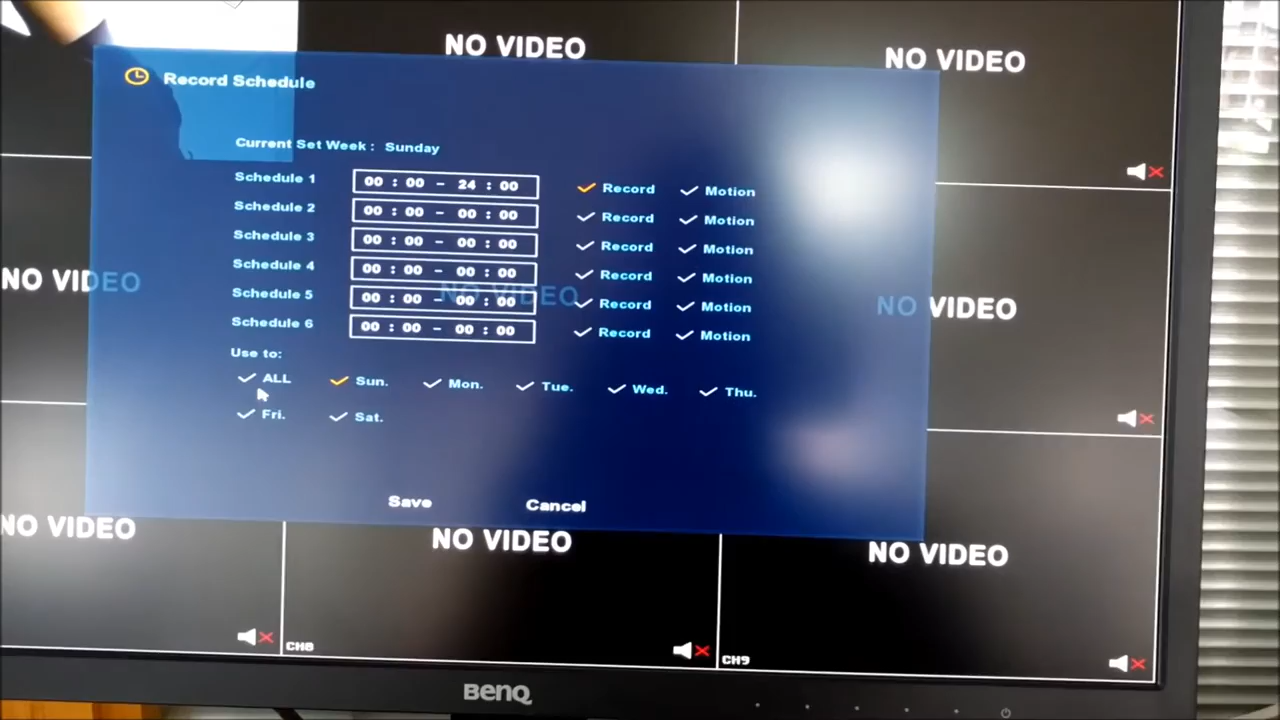 NO VIDEO
NO VIDEO
Record Schedule
Current Set Week : Sunday
Schedule 1 00 : 00 - 24 : 00 Record Motion
Schedule 2 00 : 00 - 00 : 00 Record Motion
Schedule 3 00 : 00 - 00 : 00 Record Motion
Schedule 4 00 : 00 - 00 : 00 Record Motion
Schedule 5 00 : 00 - 00 : 00 Record Motion
Schedule 6 00 : 00 - 00 : 00 Record Motion
NO VIDEO
NO VIDEO
NO VIDEO
Use to:
ALL Sun. Mon. Tue. Wed. Thu.
Fri. Sat.
Save Cancel
NO VIDEO
NO VIDEO
NO VIDEO
CH8
CH9
BenQ